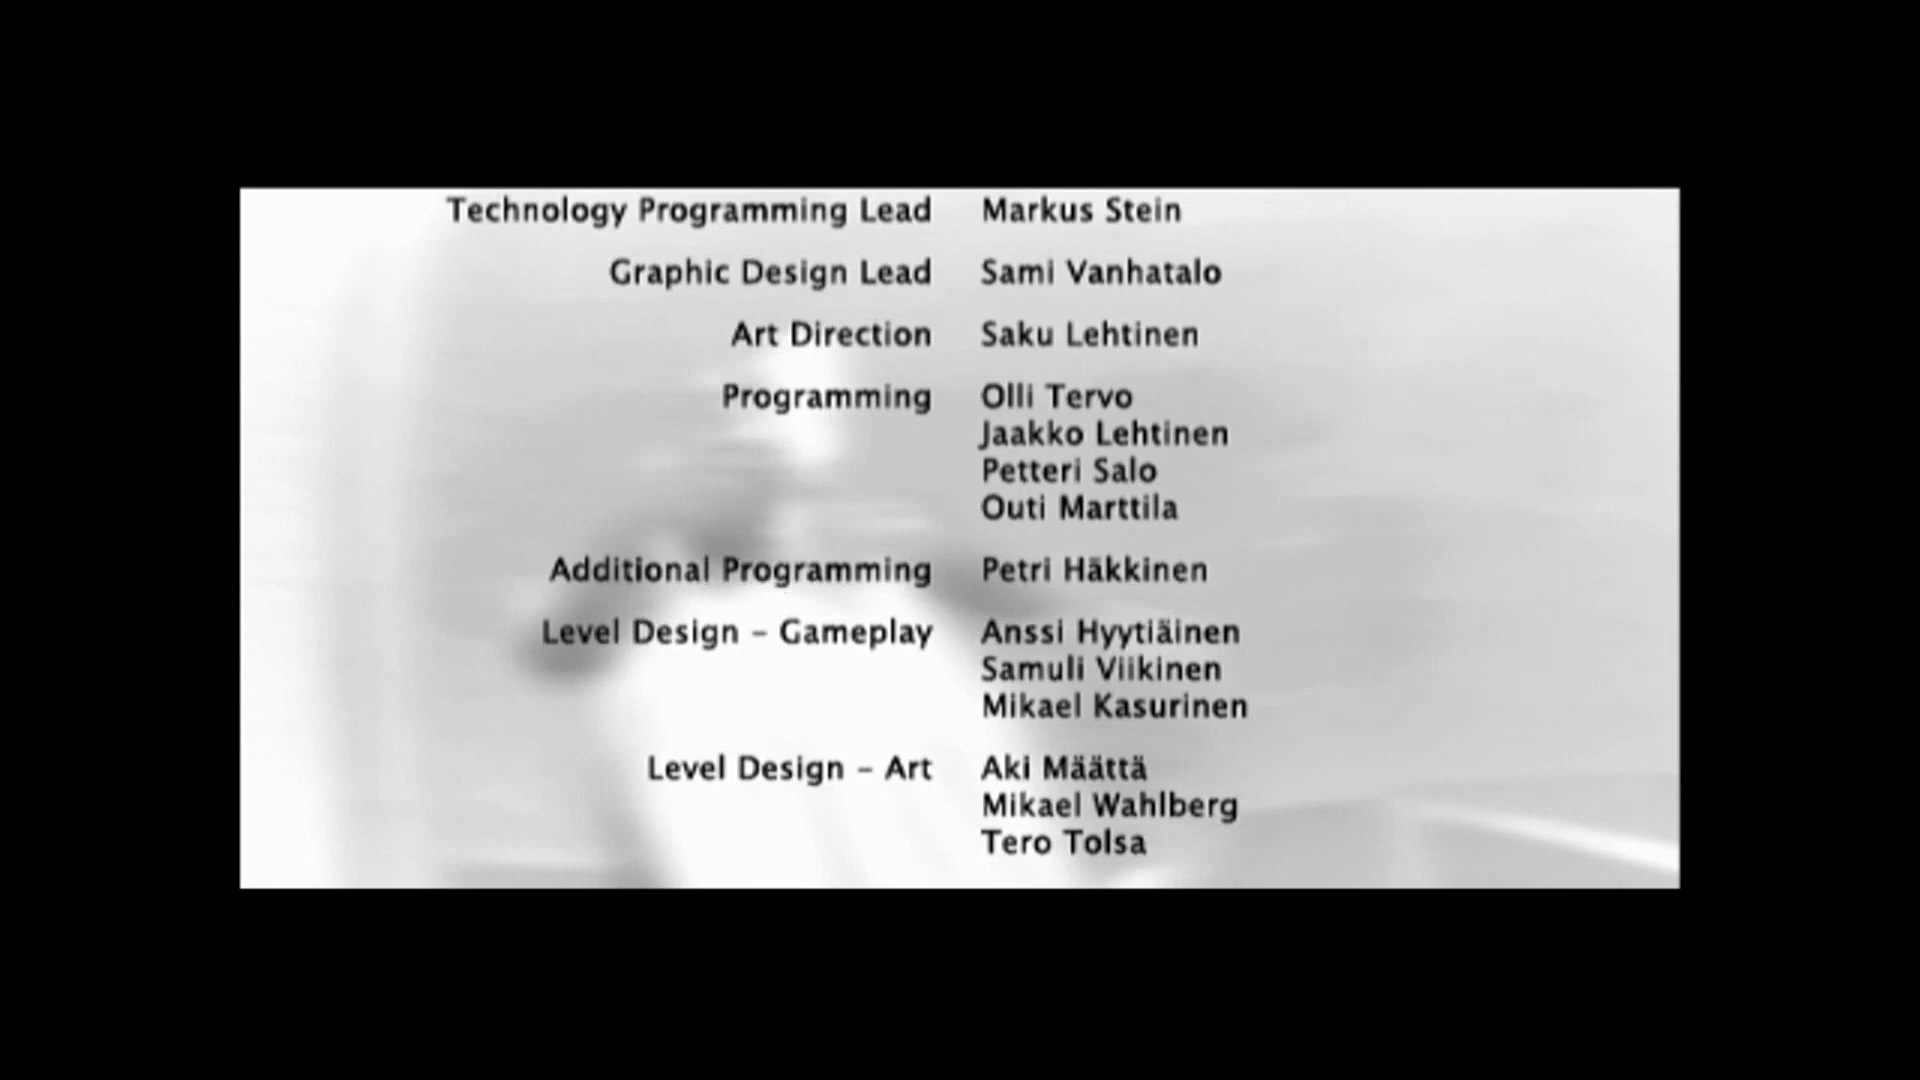 Technology Programming Lead Markus Stein
Graphic Design Lead Sami Vanhatalo
Art Direction Saku Lehtinen
Programming Olli Tervo
Jaakko Lehtinen
Petteri Salo
Outi Marttila
Additional Programming Petri Häkkinen
Level Design – Gameplay Anssi Hyytiäinen
Samuli Viikinen
Mikael Kasurinen
Level Design – Art Aki Määttä
Mikael Wahlberg
Tero Tolsa